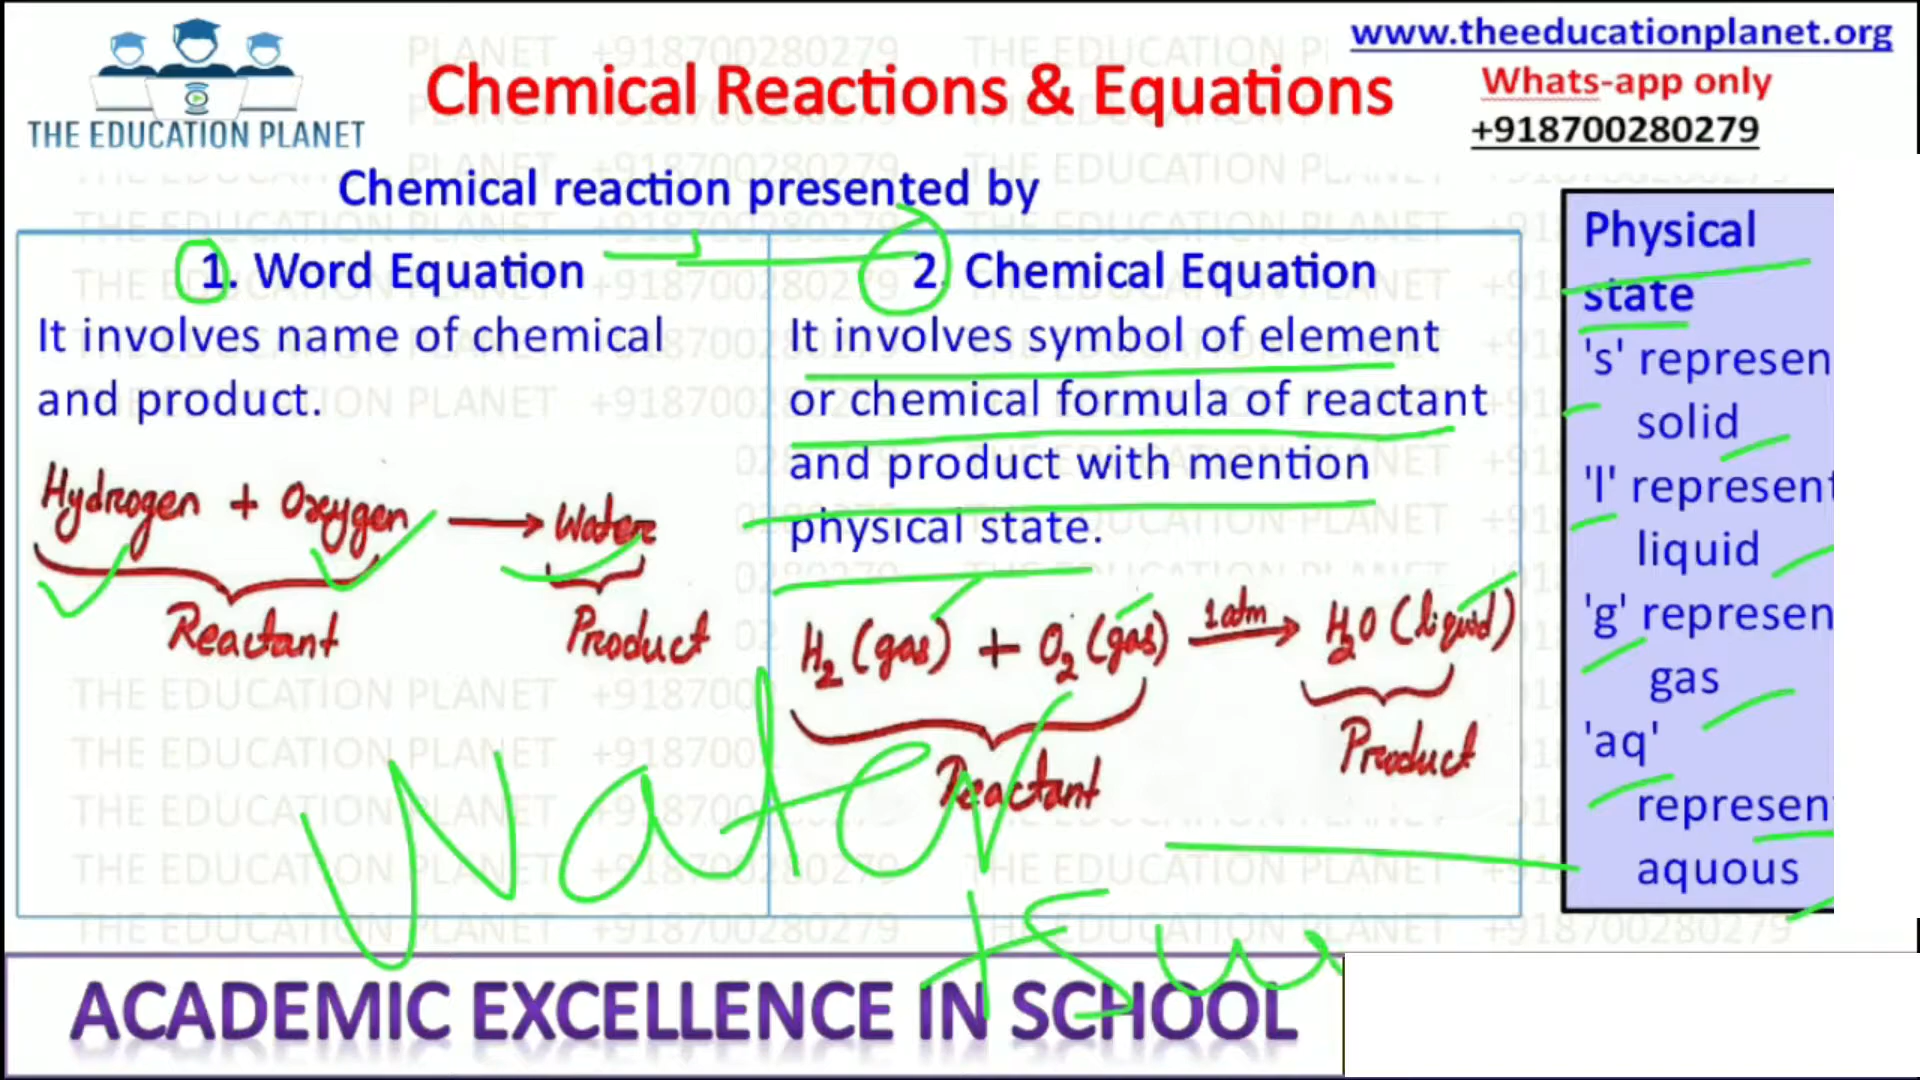 www.theeducationplanet.org
Chemical Reactions & Equations
Whats-app only
+918700280279
THE EDUCATION PLANET
Chemical reaction presented by
1. Word Equation
It involves name of chemical
and product.
Hydrogen + Oxygen → Water
Reactant
Product
2. Chemical Equation
It involves symbol of element
or chemical formula of reactant
and product with mention
physical state.
H₂ (gas) + O₂ (gas) 1 atm → H₂O (liquid)
Reactant
Product
Water
Physical
state
's' represen
solid
'l' represent
liquid
'g' represen
gas
'aq'
represent
aquous
ACADEMIC EXCELLENCE IN SCHOOL